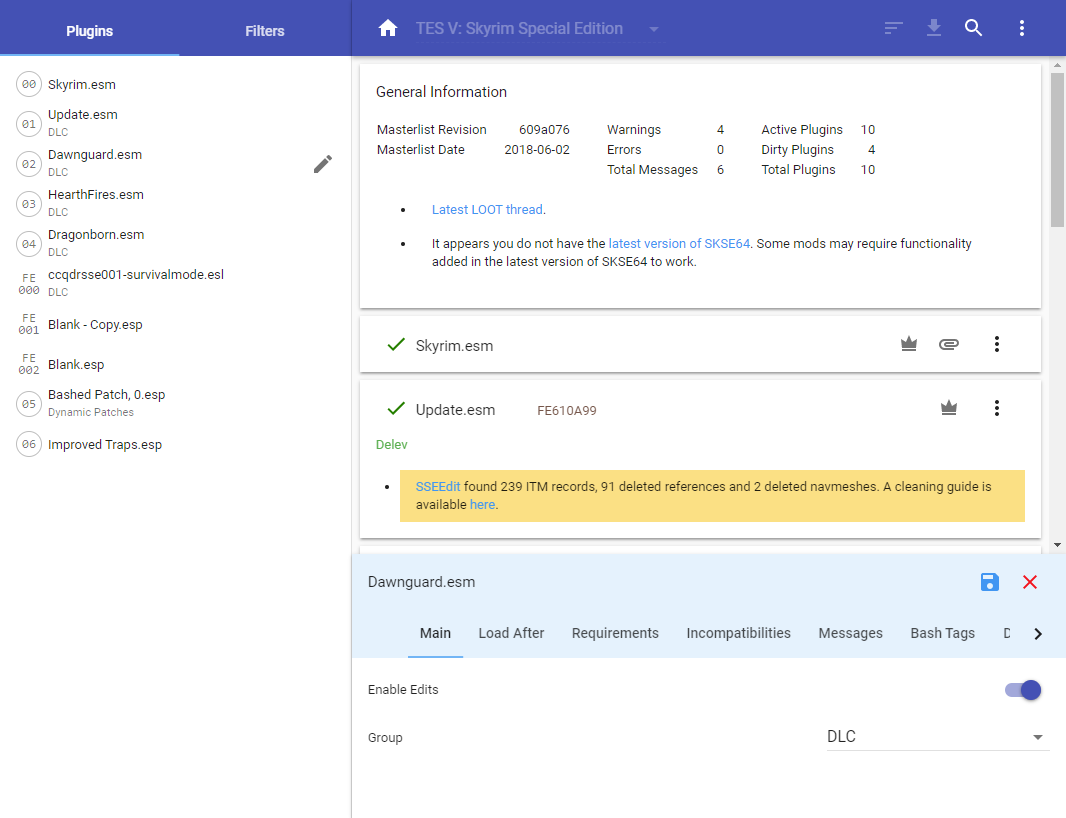 Plugins
Filters
TES V: Skyrim Special Edition
00 Skyrim.esm
01 Update.esm
DLC
02 Dawnguard.esm
DLC
03 HearthFires.esm
DLC
04 Dragonborn.esm
DLC
FE 000 ccqdrsse001-survivalmode.esl
DLC
FE 001 Blank - Copy.esp
FE 002 Blank.esp
05 Bashed Patch, 0.esp
Dynamic Patches
06 Improved Traps.esp
General Information
Masterlist Revision 609a076 Warnings 4 Active Plugins 10
Masterlist Date 2018-06-02 Errors 0 Dirty Plugins 4
Total Messages 6 Total Plugins 10
• Latest LOOT thread.
• It appears you do not have the latest version of SKSE64. Some mods may require functionality
added in the latest version of SKSE64 to work.
Skyrim.esm
Update.esm FE610A99
Delev
• SSEEdit found 239 ITM records, 91 deleted references and 2 deleted navmeshes. A cleaning guide is
available here.
Dawnguard.esm
Main Load After Requirements Incompatibilities Messages Bash Tags
Enable Edits
Group DLC